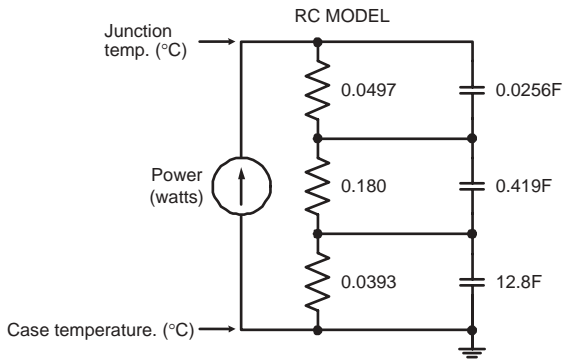 RC MODEL
Junction
temp. (°C)
0.0497
0.0256F
Power
(watts)
0.180
0.419F
0.0393
12.8F
Case temperature. (°C)